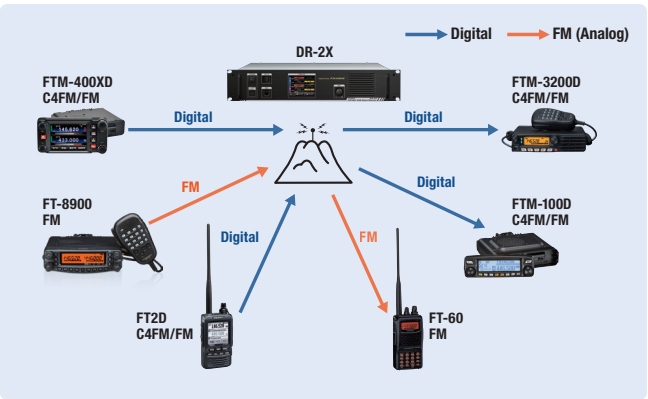 Digital
FM (Analog)
DR-2X
FTM-400XD
C4FM/FM
Digital
Digital
FTM-3200D
C4FM/FM
FT-8900
FM
FM
Digital
FTM-100D
C4FM/FM
Digital
FM
FT2D
C4FM/FM
FT-60
FM